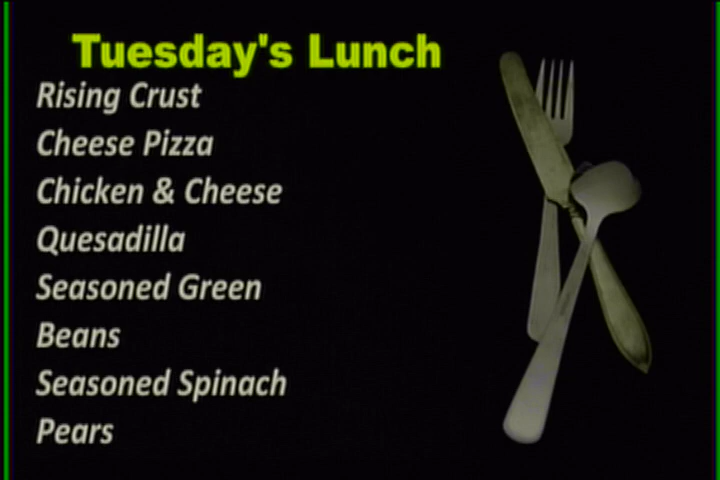 Tuesday's Lunch
Rising Crust
Cheese Pizza
Chicken & Cheese
Quesadilla
Seasoned Green
Beans
Seasoned Spinach
Pears